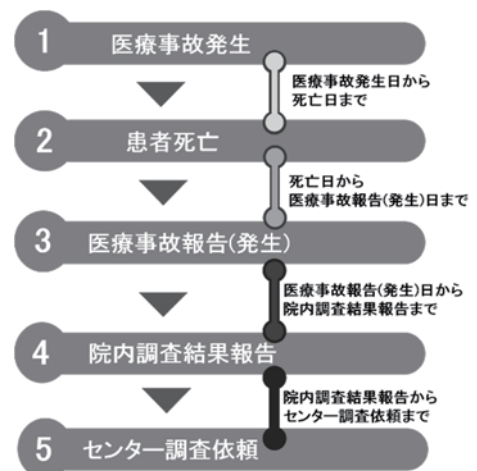 1 医療事故発生
医療事故発生日から
死亡日まで
2 患者死亡
死亡日から
医療事故報告(発生)日まで
3 医療事故報告(発生)
医療事故報告(発生)日から
院内調査結果報告まで
4 院内調査結果報告
院内調査結果報告から
センター調査依頼まで
5 センター調査依頼